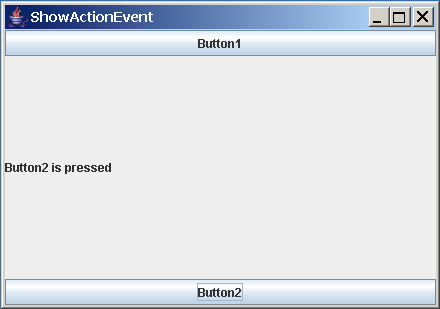 ShowActionEvent
Button1
Button2 is pressed
Button2